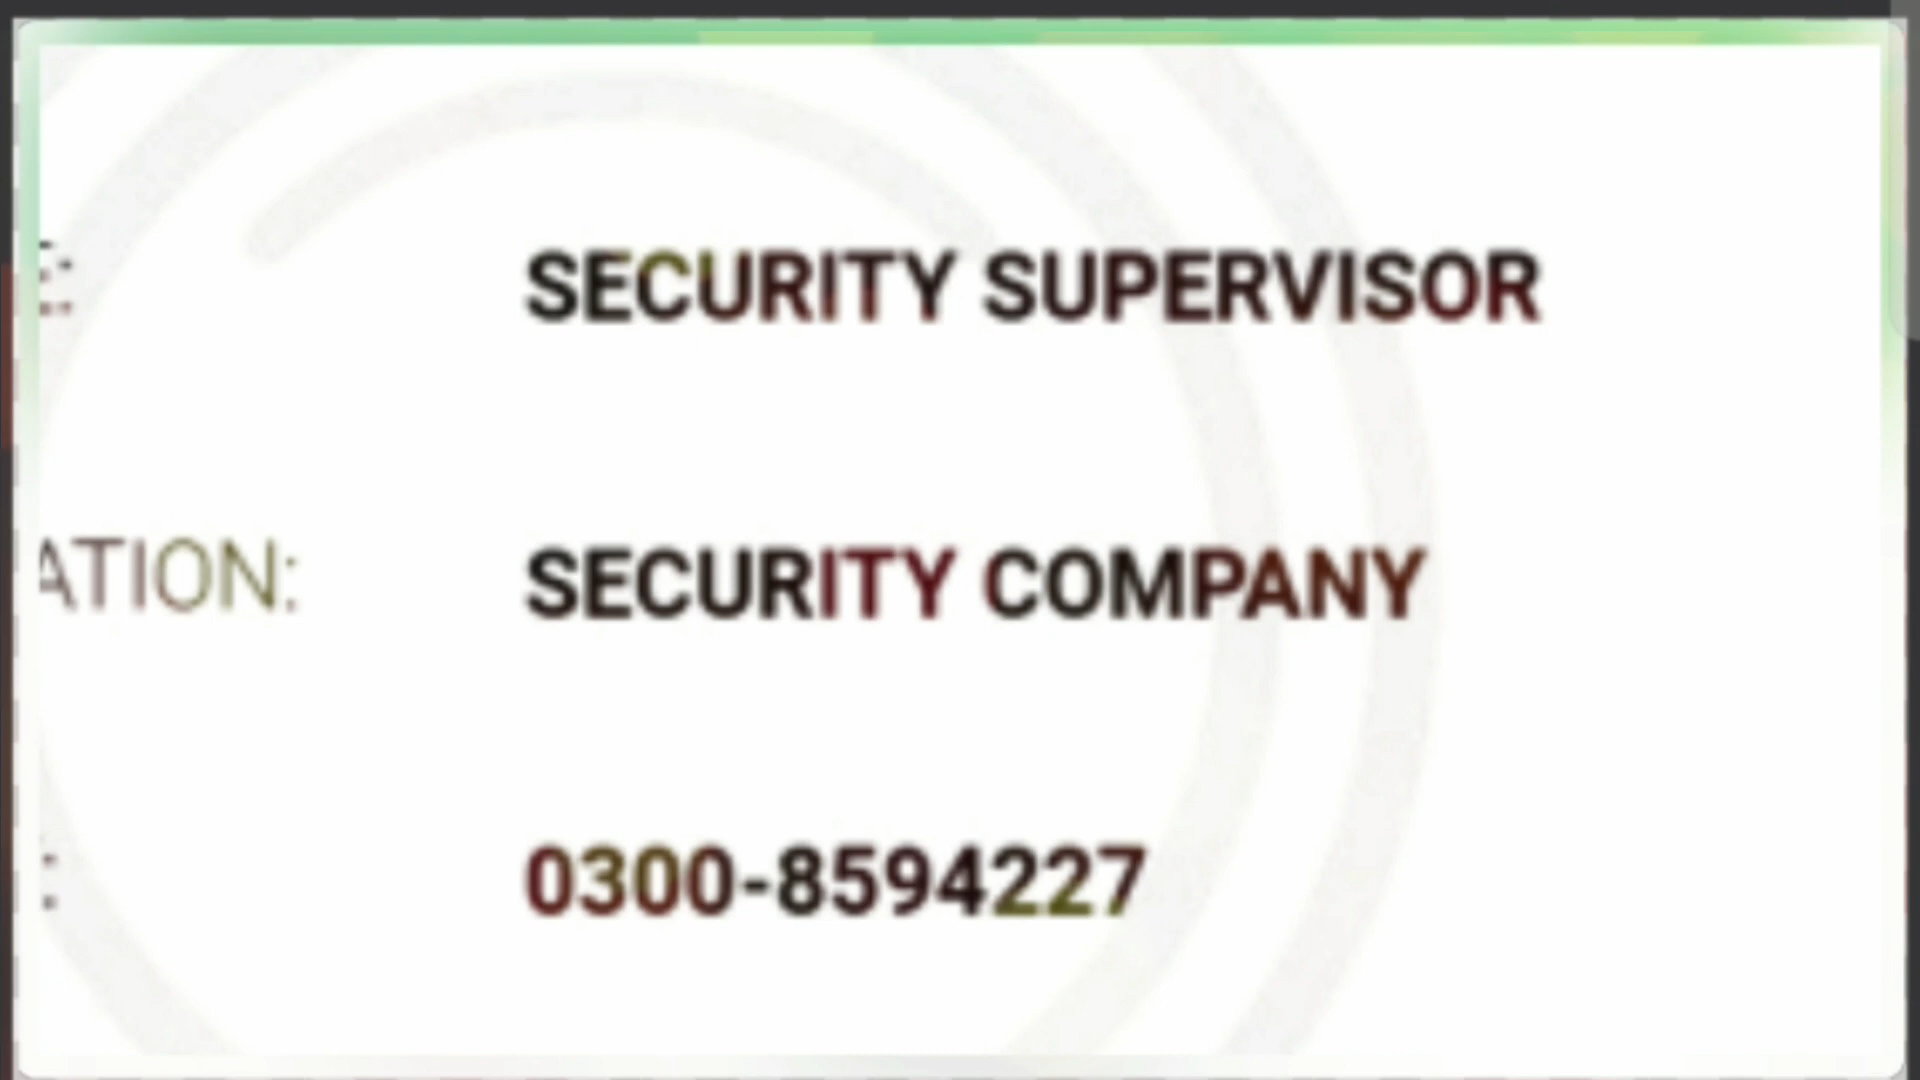 SECURITY SUPERVISOR
ATION: SECURITY COMPANY
: 0300-8594227